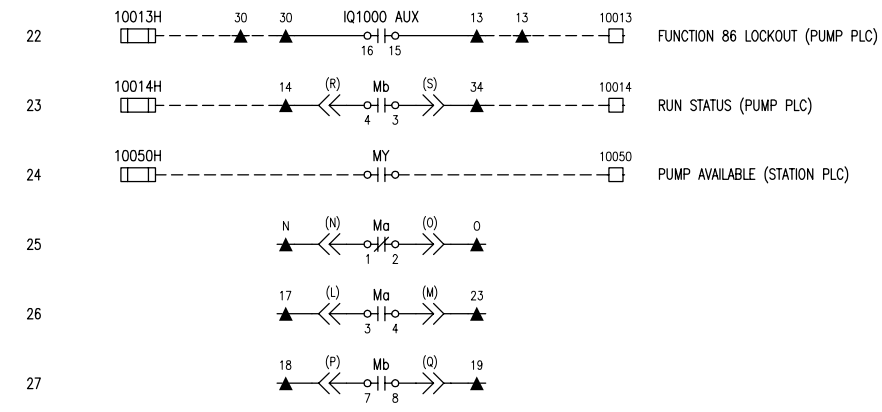 10013H 30 30 IQ1000 AUX 13 13 10013
22 16 15 FUNCTION 86 LOCKOUT (PUMP PLC)
10014H 14 (R) Mb (S) 34 10014
23 4 3 RUN STATUS (PUMP PLC)
10050H MY 10050
24 PUMP AVAILABLE (STATION PLC)
N (N) Ma (O) O
25 1 2
17 (L) Ma (M) 23
26 3 4
18 (P) Mb (Q) 19
27 7 8